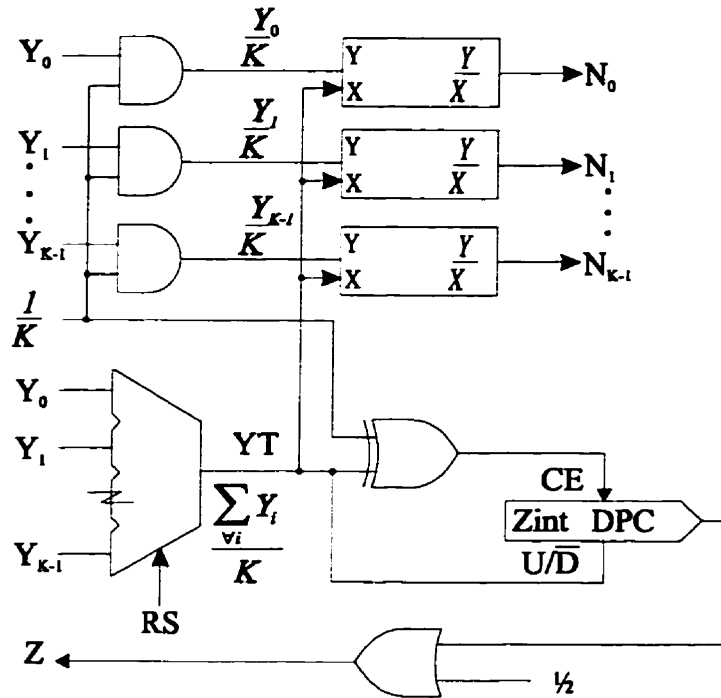 Y₀
Y₀/K
Y
Y/X
X
N₀
Y₁
Y₁/K
Y
Y/X
X
N₁
Y_{K-1}
Y_{K-1}/K
Y
Y/X
X
N_{K-1}
1/K
Y₀
Y₁
YT
∑_{∀i} Y_i/K
CE
Zint DPC
U/D̅
Y_{K-1}
RS
Z
½